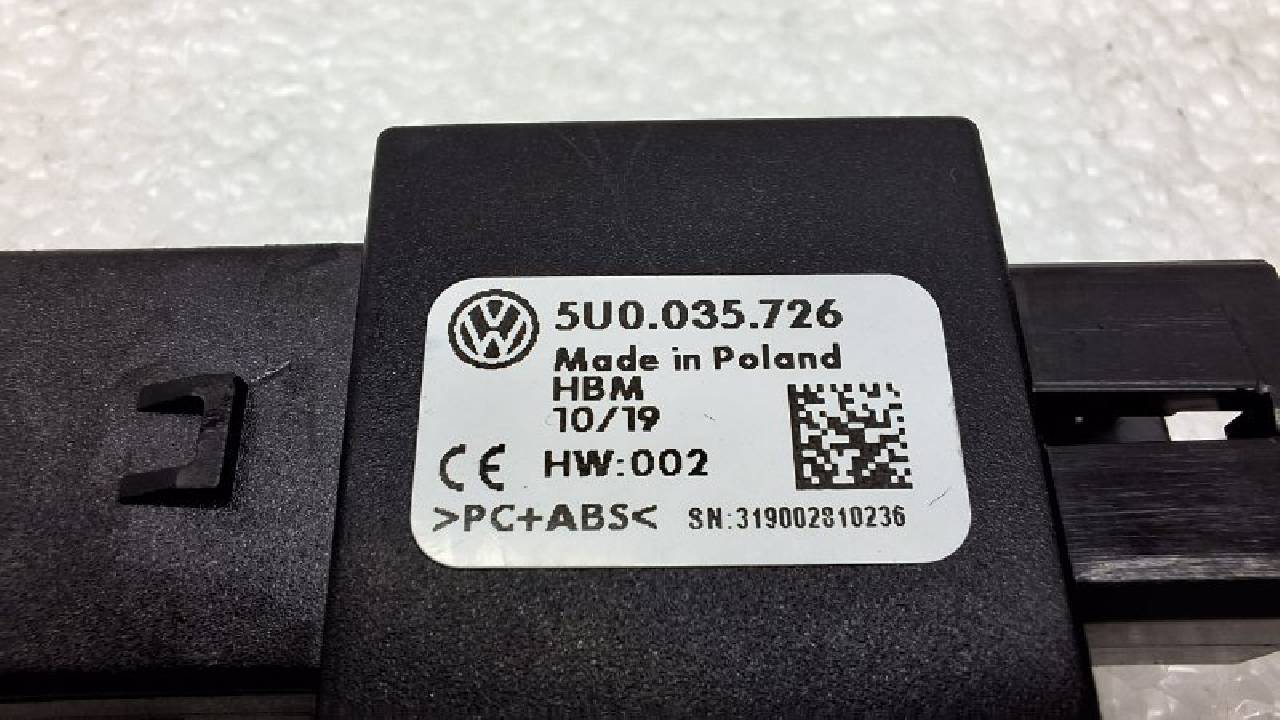 5U0.035.726
Made in Poland
HBM
10/19
CE HW:002
>PC+ABS< SN:319002810236